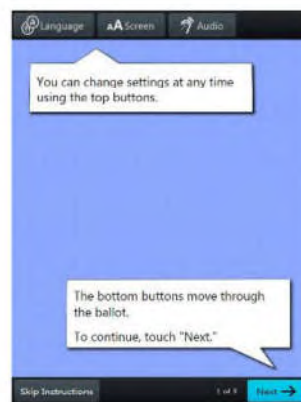 Language
AA Screen
Audio
You can change settings at any time
using the top buttons.
The bottom buttons move through
the ballot.
To continue, touch "Next."
Skip Instructions
Next